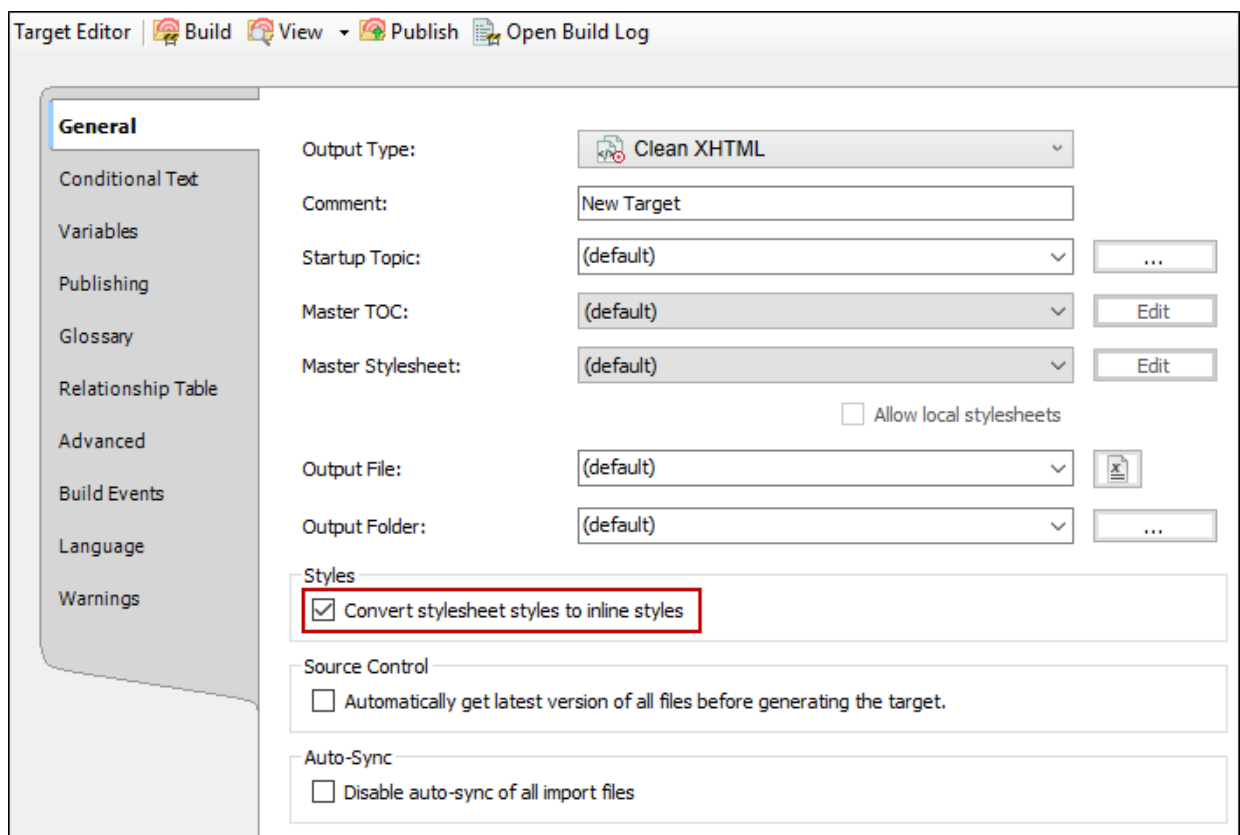 Target Editor Build View Publish Open Build Log
General
Conditional Text
Variables
Publishing
Glossary
Relationship Table
Advanced
Build Events
Language
Warnings
Output Type: Clean XHTML
Comment: New Target
Startup Topic: (default) ...
Master TOC: (default) Edit
Master Stylesheet: (default) Edit
Allow local stylesheets
Output File: (default)
Output Folder: (default) ...
Styles
Convert stylesheet styles to inline styles
Source Control
Automatically get latest version of all files before generating the target.
Auto-Sync
Disable auto-sync of all import files